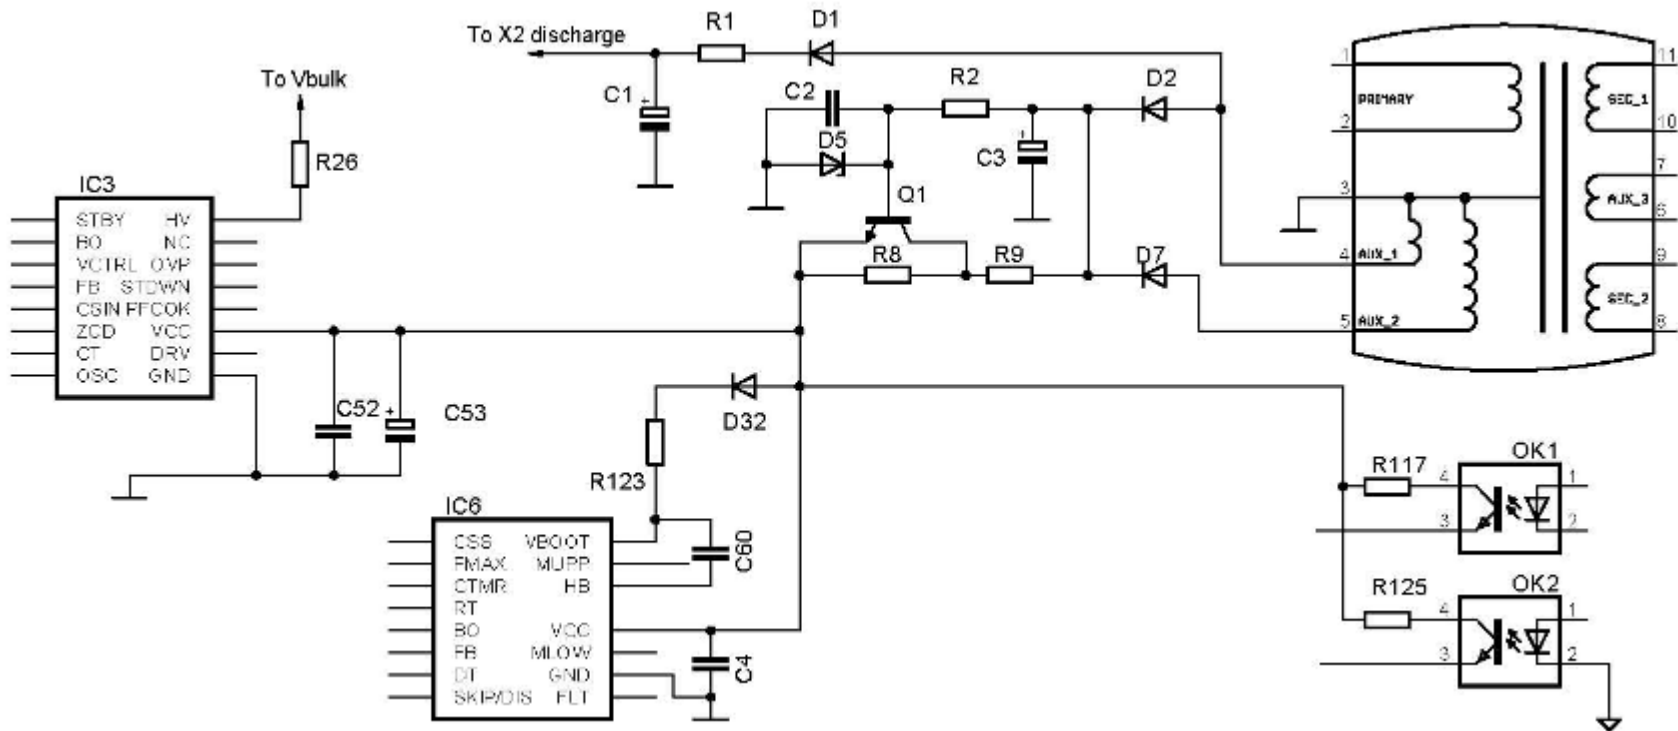 R1
D1
To X2 discharge
To Vbulk
C1
+
C2
R2
D2
D5
C3
+
R26
Q1
IC3
STBY HV
BO NC
VCTRL OVP
FB STDWN
CSIN PFCOK
ZCD VCC
CT DRV
OSC GND
R8
R9
D7
1
PRIMARY
2
3
4
AUX_1
5
AUX_2
11
SEC_1
10
7
AUX_3
6
9
SEC_2
8
C52
+
C53
D32
R123
IC6
CSS VBOOT
FMAX MUPP
CTMR HB
RT
BO VCC
FB MLOW
DT GND
SKIP/DIS FLT
C60
C4
OK1
R117
4
1
3
2
OK2
R125
4
1
3
2